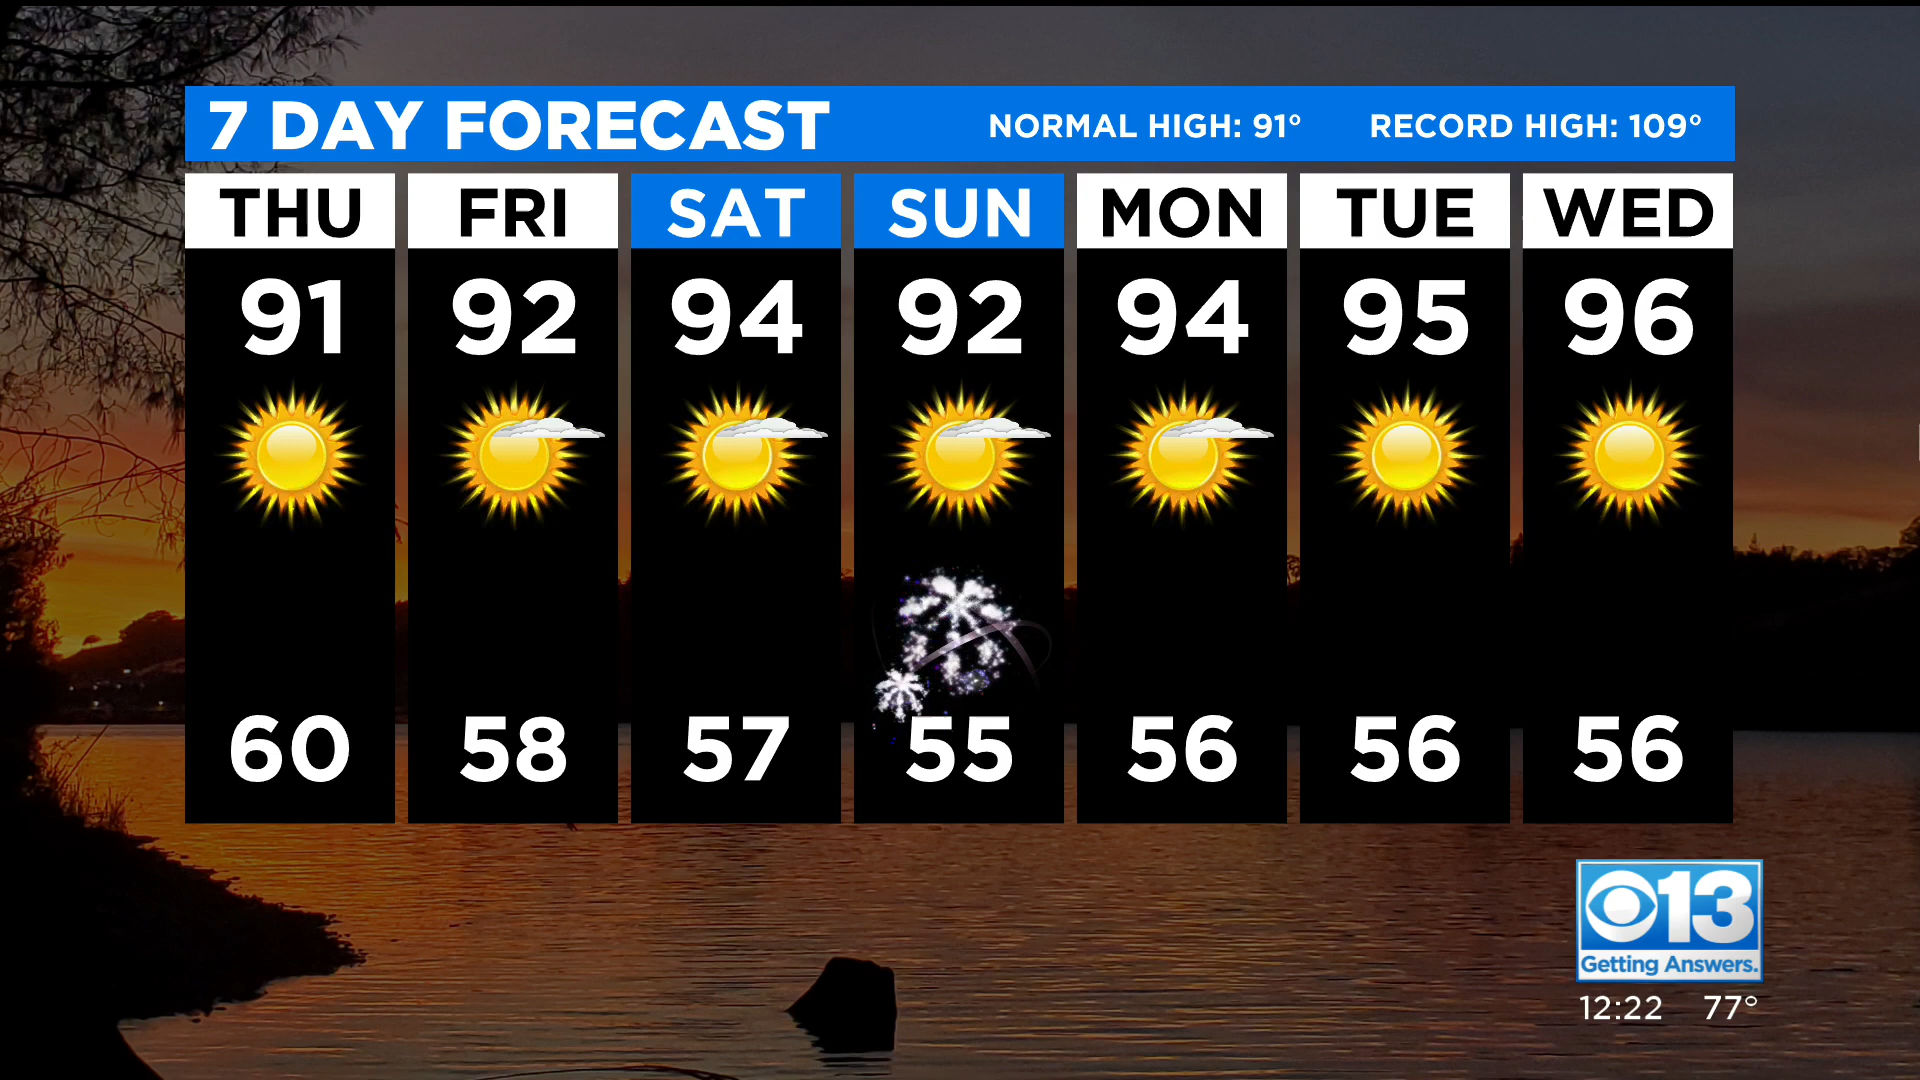 7 DAY FORECAST NORMAL HIGH: 91° RECORD HIGH: 109°
THU FRI SAT SUN MON TUE WED
91 92 94 92 94 95 96
60 58 57 55 56 56 56
13
Getting Answers.
12:22 77°